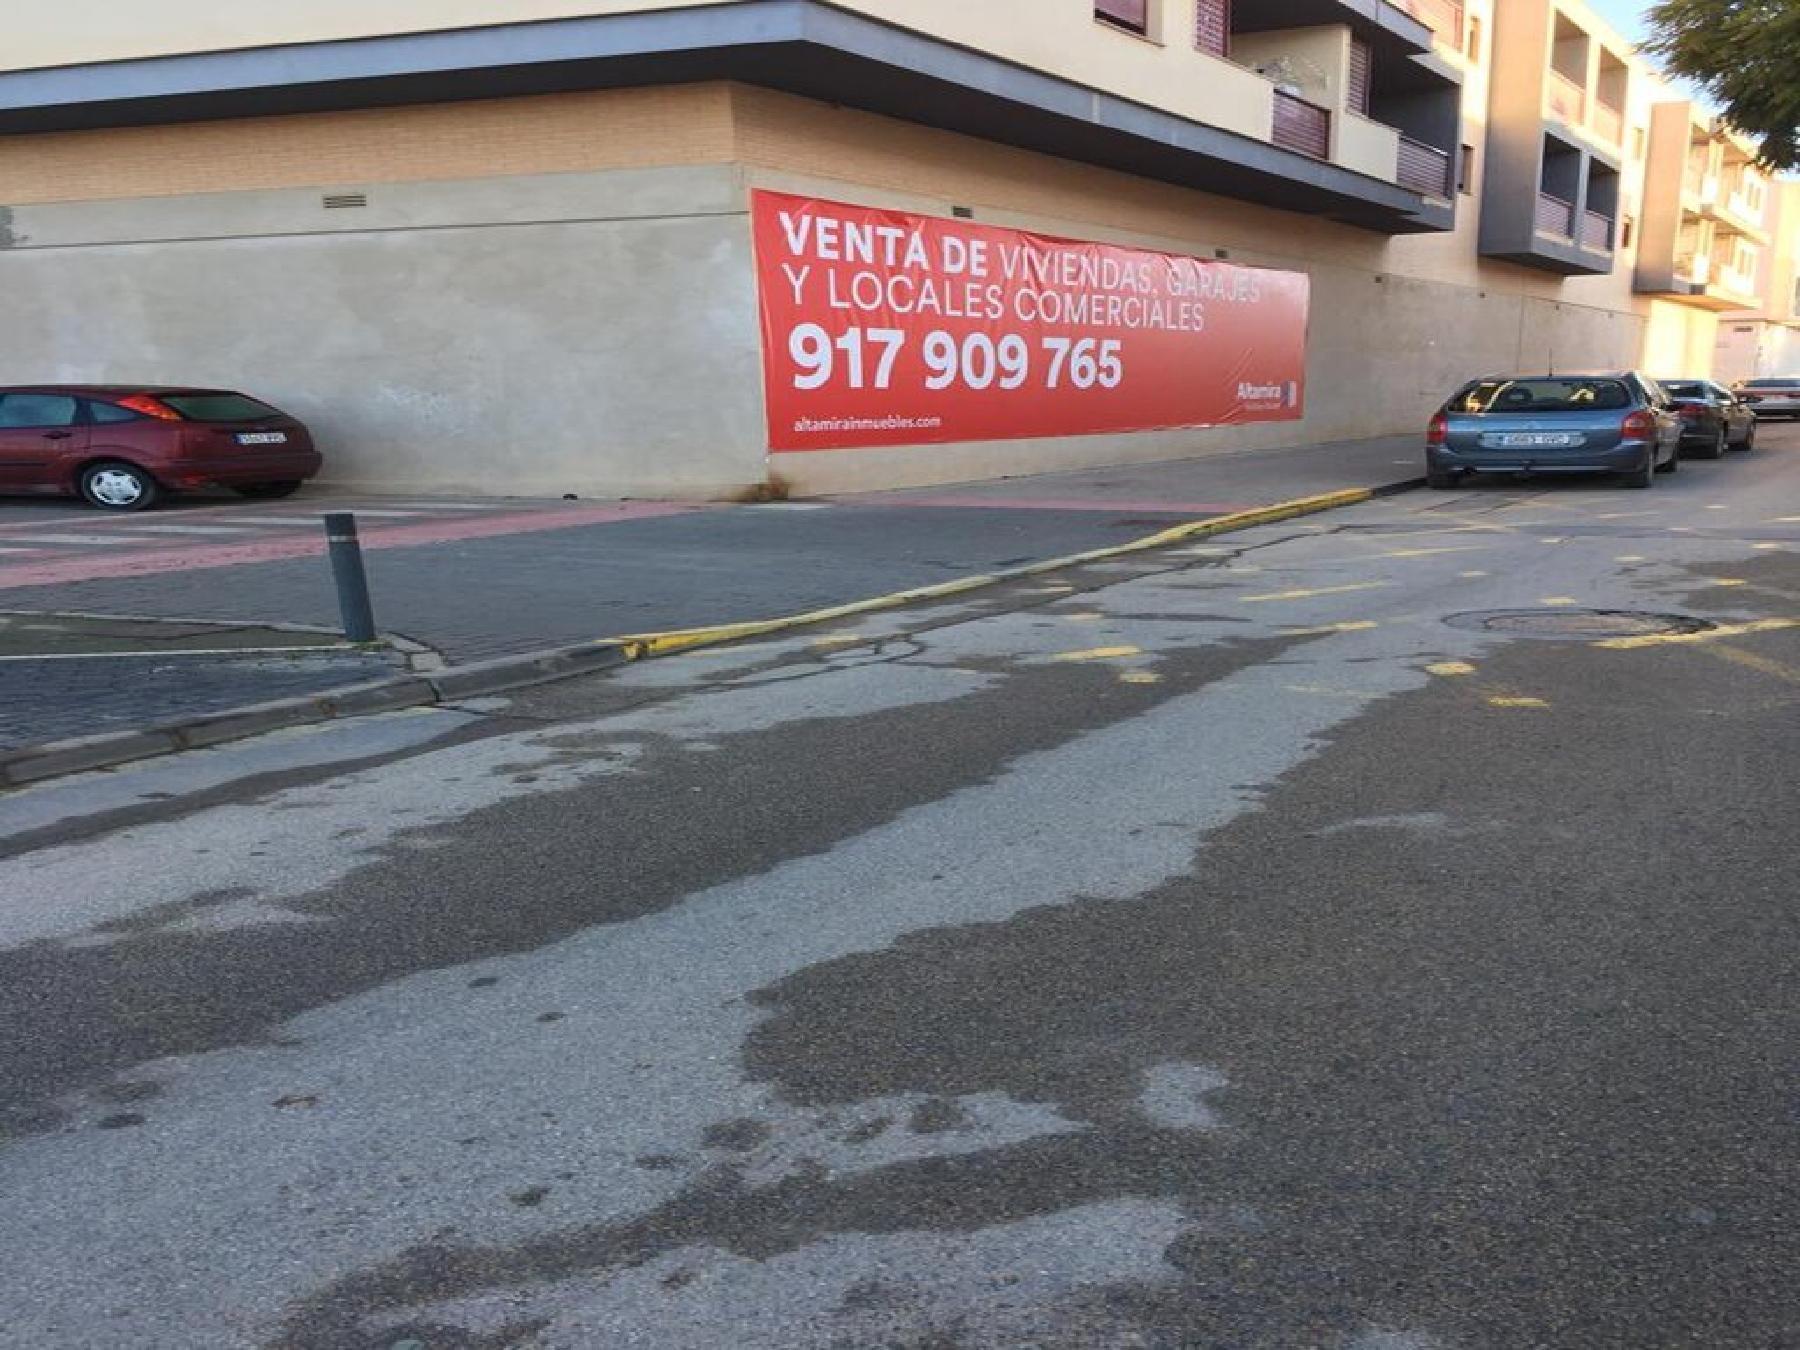 VENTA DE VIVIENDAS, GARAJES
Y LOCALES COMERCIALES
917 909 765
altamirainmuebles.com
Altamira